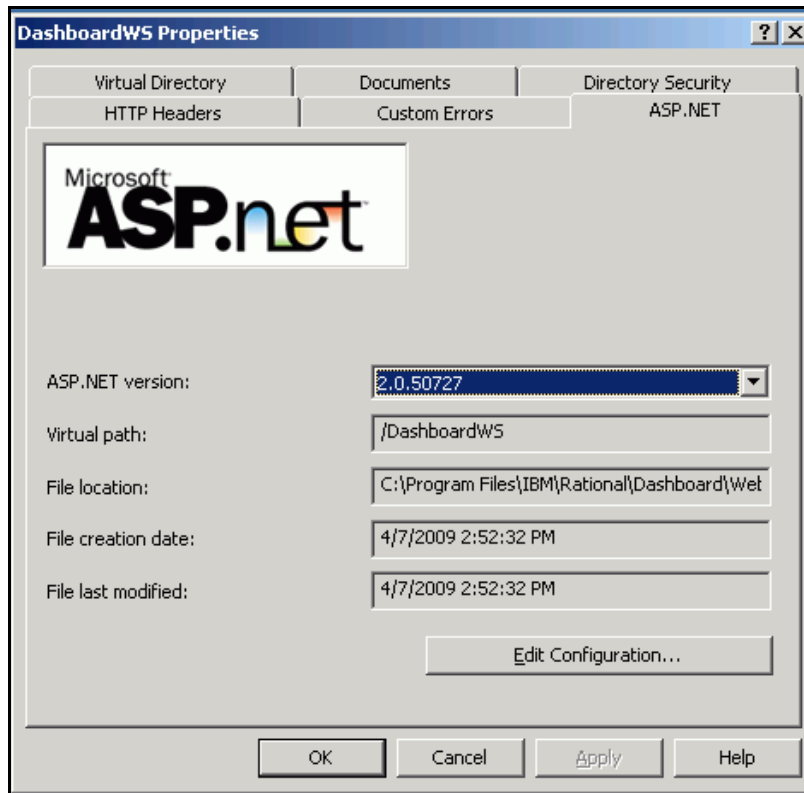 DashboardWS Properties
Virtual Directory
Documents
Directory Security
HTTP Headers
Custom Errors
ASP.NET
Microsoft
ASP.net
ASP.NET version:
2.0.50727
Virtual path:
/DashboardWS
File location:
C:\Program Files\IBM\Rational\Dashboard\Wet
File creation date:
4/7/2009 2:52:32 PM
File last modified:
4/7/2009 2:52:32 PM
Edit Configuration...
OK
Cancel
Apply
Help